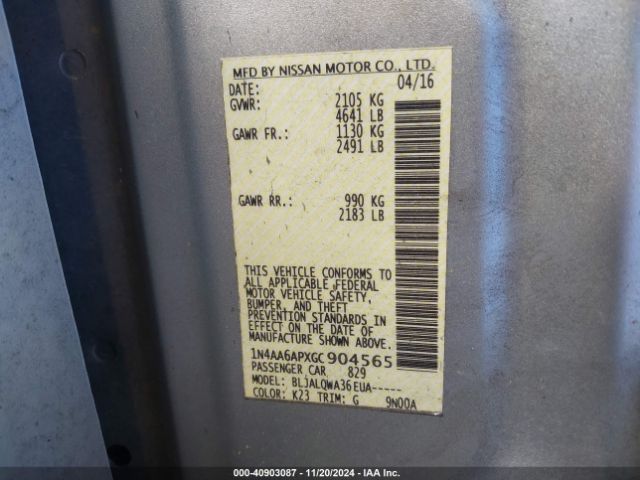 MFD BY NISSAN MOTOR CO., LTD.
DATE: 04/16
GVWR: 2105 KG
4641 LB
GAWR FR.: 1130 KG
2491 LB
GAWR RR.: 990 KG
2183 LB
THIS VEHICLE CONFORMS TO
ALL APPLICABLE FEDERAL
MOTOR VEHICLE SAFETY,
BUMPER, AND THEFT
PREVENTION STANDARDS IN
EFFECT ON THE DATE OF
MANUFACTURE SHOWN ABOVE.
1N4AA6APXGC904565
PASSENGER CAR 829
MODEL: BLJALQWA36EUA-----
COLOR: K23 TRIM: G 9N00A
000-40903087 - 11/20/2024 - IAA Inc.